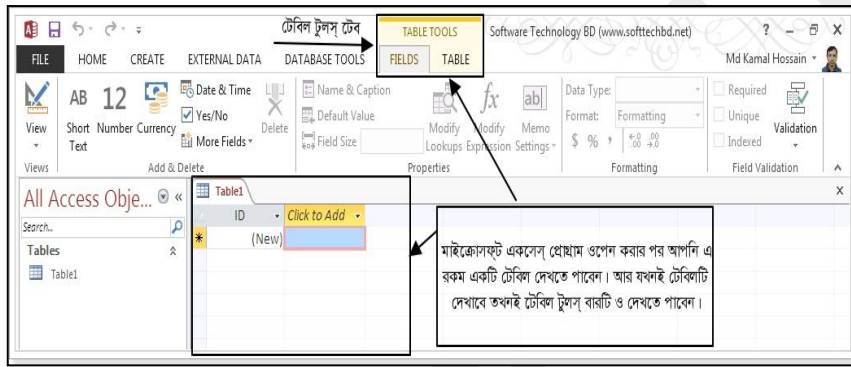 টেবিল টুলস্ টেব
TABLE TOOLS
Software Technology BD (www.softtechbd.net)
?
FILE HOME CREATE EXTERNAL DATA DATABASE TOOLS FIELDS TABLE
Md Kamal Hossain
View
Views
AB
Short
Text
12
Number
Currency
Date & Time
Yes/No
More Fields
Delete
Add & Delete
Name & Caption
Default Value
Field Size
Modify
Lookups
fx
Modify
Expression
ab
Memo
Settings
Properties
Data Type:
Format: Formatting
$ % , .00 .00
Formatting
Required
Unique
Indexed
Validation
Field Validation
All Access Obje...
Search...
Tables
Table1
Table1
ID Click to Add
* (New)
মাইক্রোসফ্ট একসেস্ প্রোগ্রাম ওপেন করার পর আপনি এ
রকম একটি টেবিল দেখতে পাবেন। আর যখনই টেবিলটি
দেখাবে তখনই টেবিল টুলস্ বারটি ও দেখতে পাবেন।